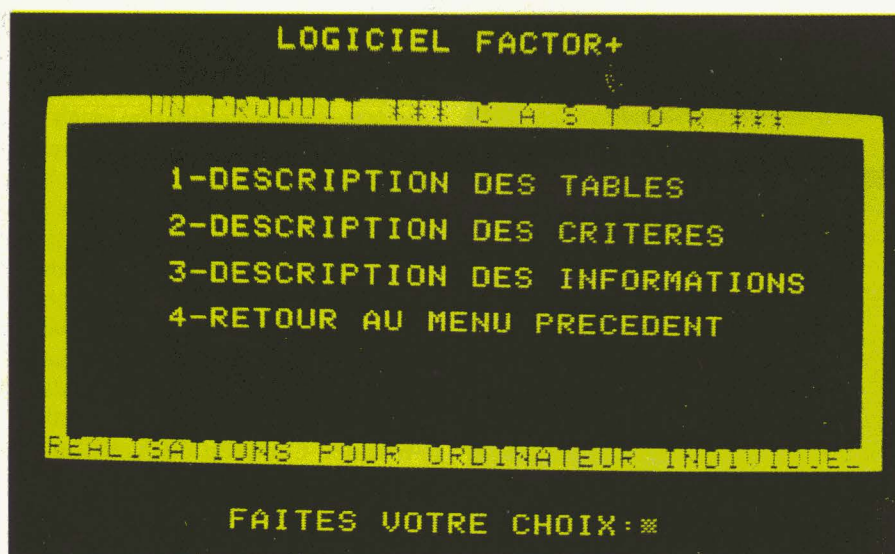 LOGICIEL FACTOR+
UN PRODUIT *** C A S T O R ***
1-DESCRIPTION DES TABLES
2-DESCRIPTION DES CRITERES
3-DESCRIPTION DES INFORMATIONS
4-RETOUR AU MENU PRECEDENT
REALISATIONS POUR ORDINATEUR INDIVIDUEL
FAITES VOTRE CHOIX: